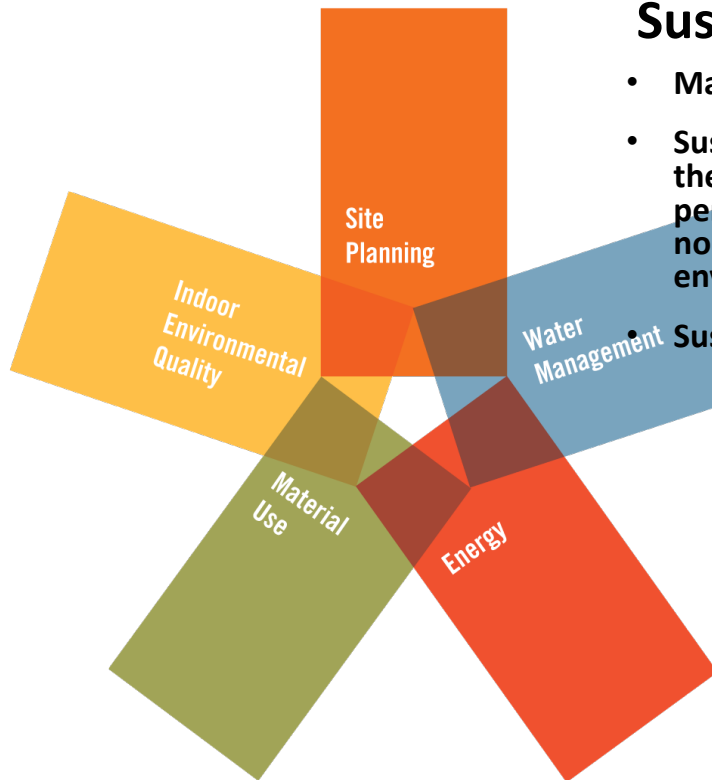 Sus
• Ma
• Sus
the
pe
no
env
• Sus
Site
Planning
Indoor
Environmental
Quality
Water
Management
Material
Use
Energy